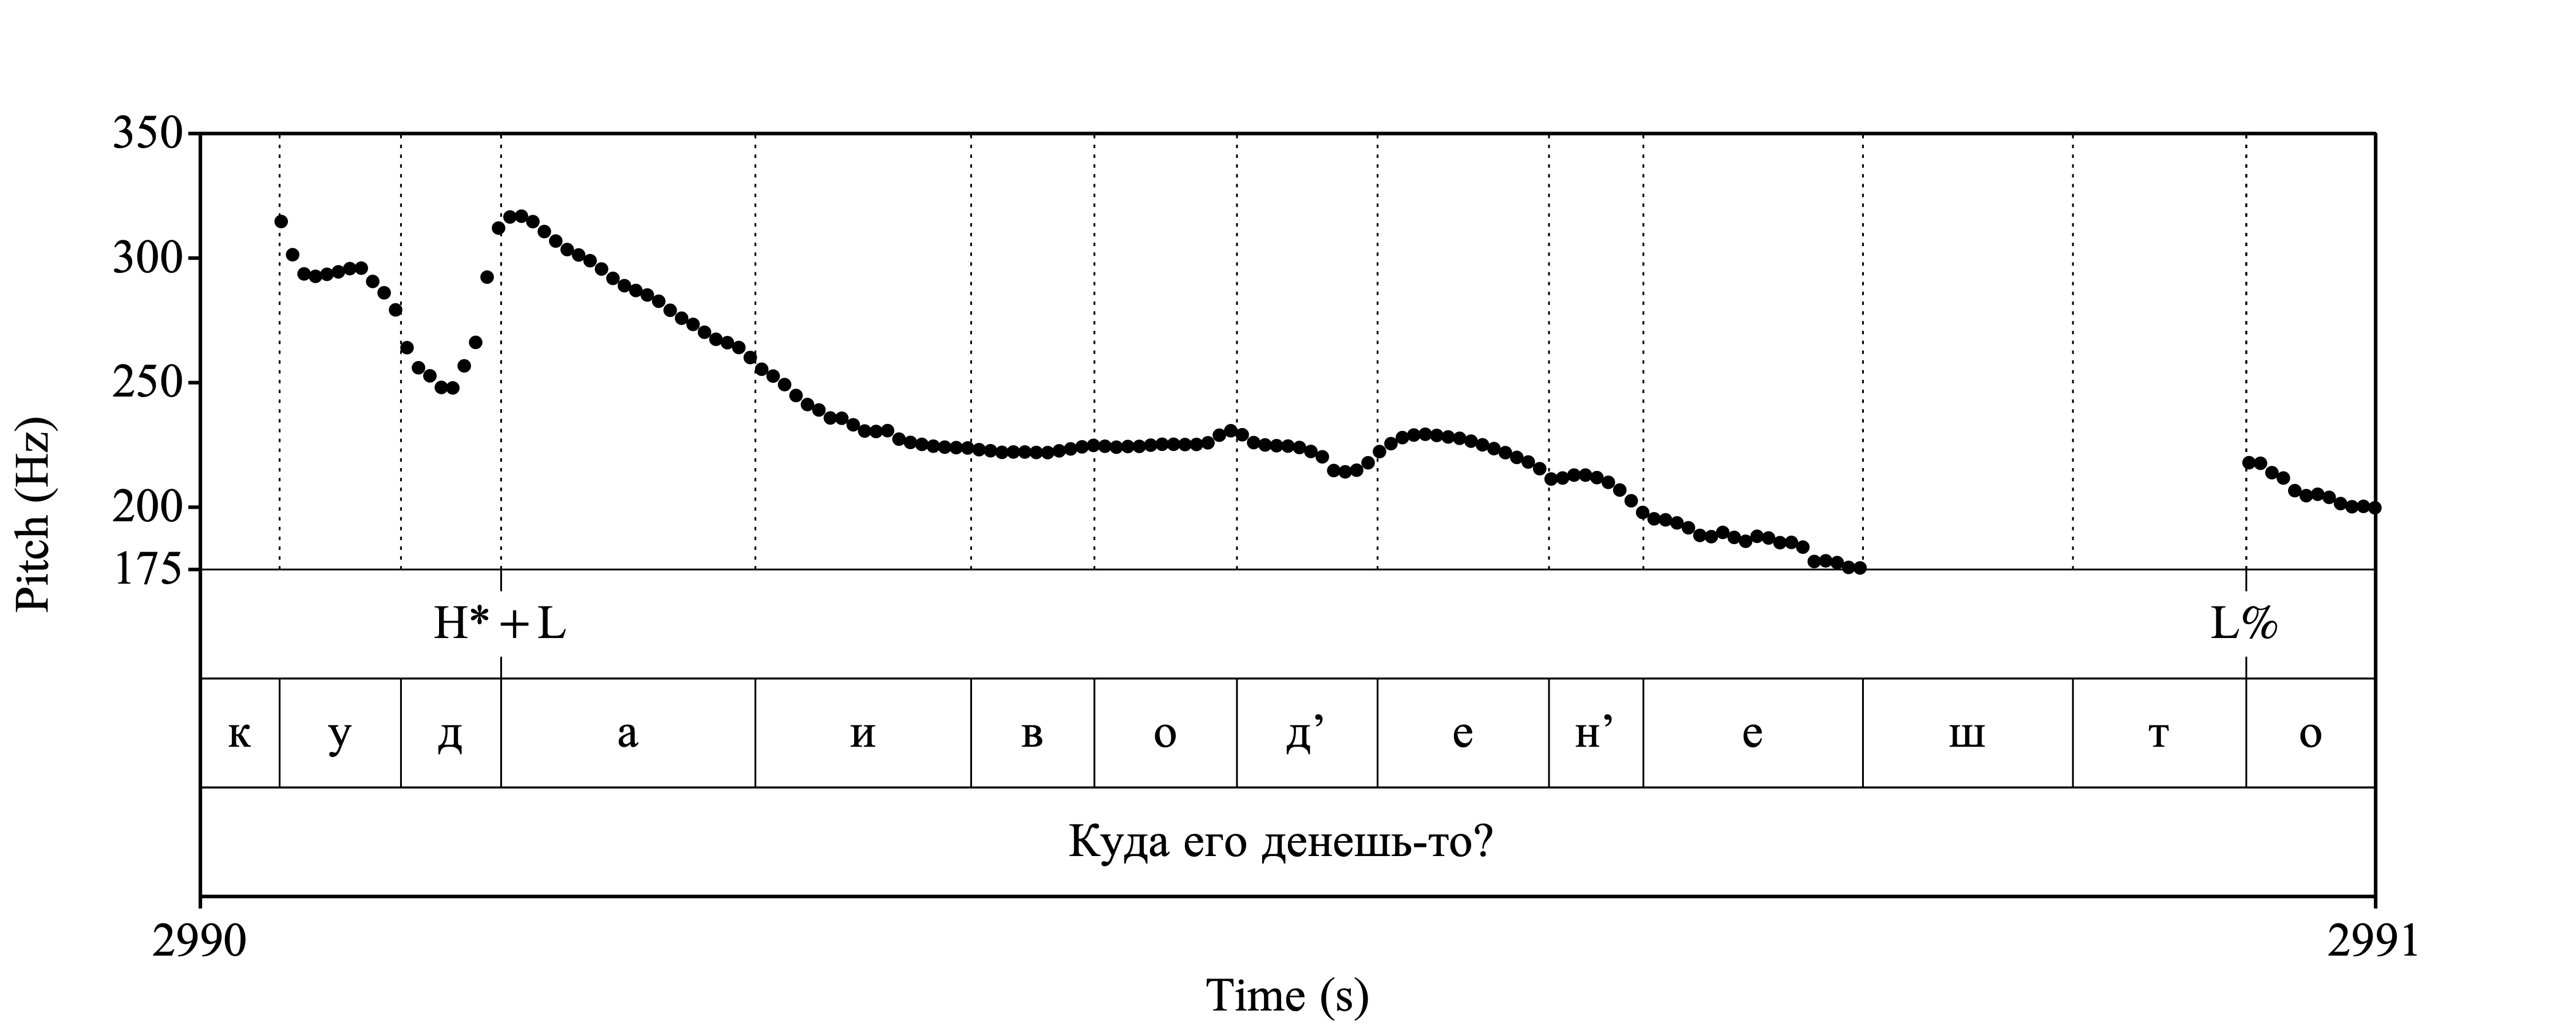 350
300
250
200
175
Pitch (Hz)
H*+L L%
к у д а и в о д’ е н’ е ш т о
Куда его денешь-то?
2990 2991
Time (s)